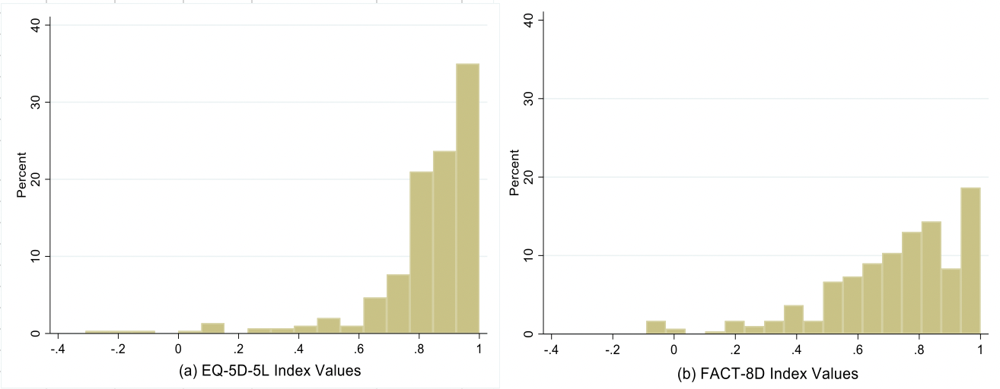 40
30
20
10
0
Percent
-.4 -.2 0 .2 .4 .6 .8 1
(a) EQ-5D-5L Index Values
40
30
20
10
0
Percent
-.4 -.2 0 .2 .4 .6 .8 1
(b) FACT-8D Index Values